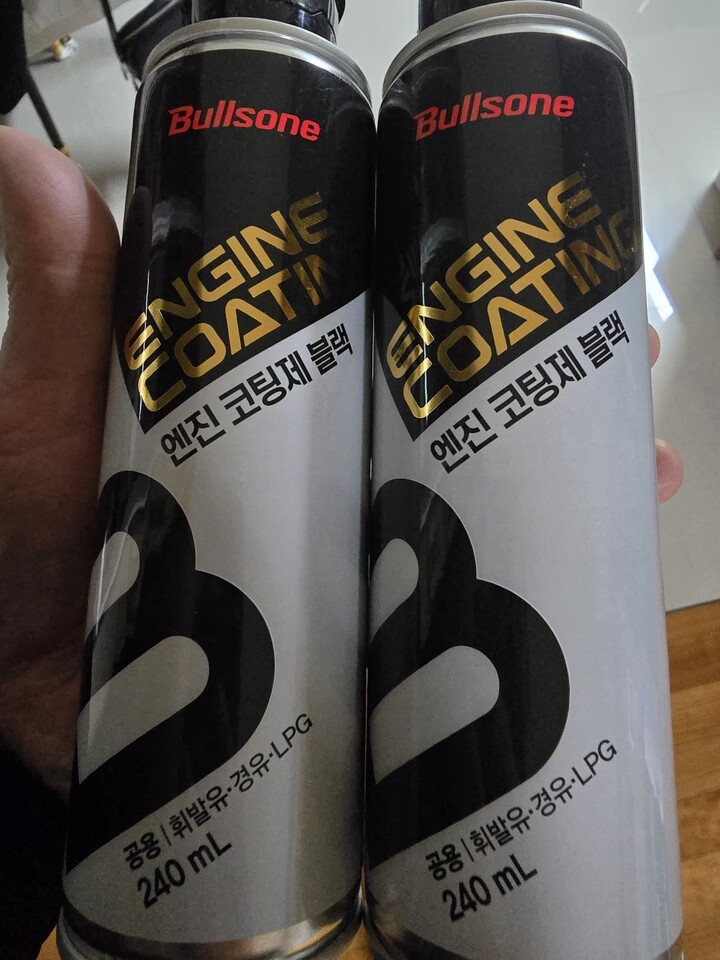 Bullsone
ENGINE
COATING
엔진 코팅제 블랙
공용 | 휘발유·경유·LPG
240 mL
Bullsone
ENGINE
COATING
엔진 코팅제 블랙
공용 | 휘발유·경유·LPG
240 mL